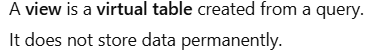 A view is a virtual table created from a query.
It does not store data permanently.